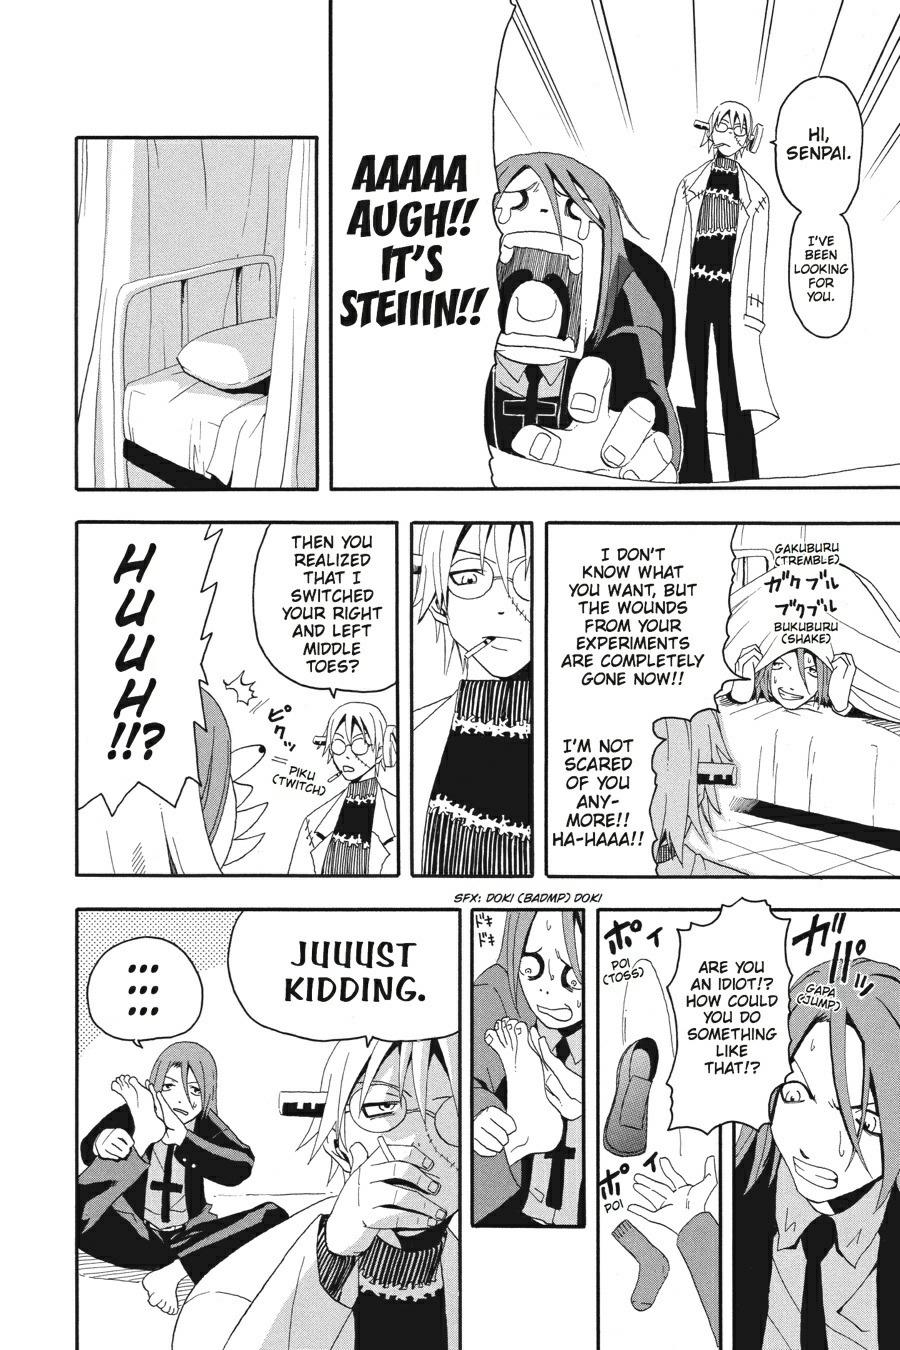 HI,
SENPAI.
I'VE
BEEN
LOOKING
FOR
YOU.
AAAAA
AUGH!!
IT'S
STEIIIN!!
GAKUBURU
(TREMBLE)
ガクブル
ブクブル
BUKUBURU
(SHAKE)
I DON'T
KNOW WHAT
YOU WANT, BUT
THE WOUNDS
FROM YOUR
EXPERIMENTS
ARE COMPLETELY
GONE NOW!!
I'M NOT
SCARED
OF YOU
ANY-
MORE!!
HA-HAAA!!
THEN YOU
REALIZED
THAT I
SWITCHED
YOUR RIGHT
AND LEFT
MIDDLE
TOES?
ピクッ
PIKU
(TWITCH)
HUUUH!!?
ガパッ
GAPA
(JUMP)
ARE YOU
AN IDIOT!?
HOW COULD
YOU DO
SOMETHING
LIKE
THAT!?
ポイ
POI
(TOSS)
ポイ
POI
SFX: DOKI (BADMP) DOKI
ドキ
ドキ
JUUUST
KIDDING.
...
...
...